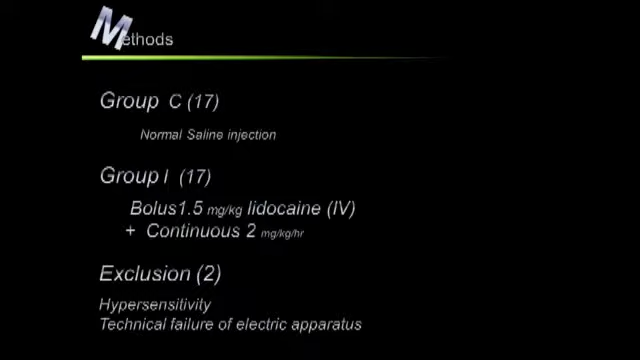 Methods
Group C (17)
Normal Saline injection
Group I (17)
Bolus1.5 mg/kg lidocaine (IV)
+ Continuous 2 mg/kg/hr
Exclusion (2)
Hypersensitivity
Technical failure of electric apparatus